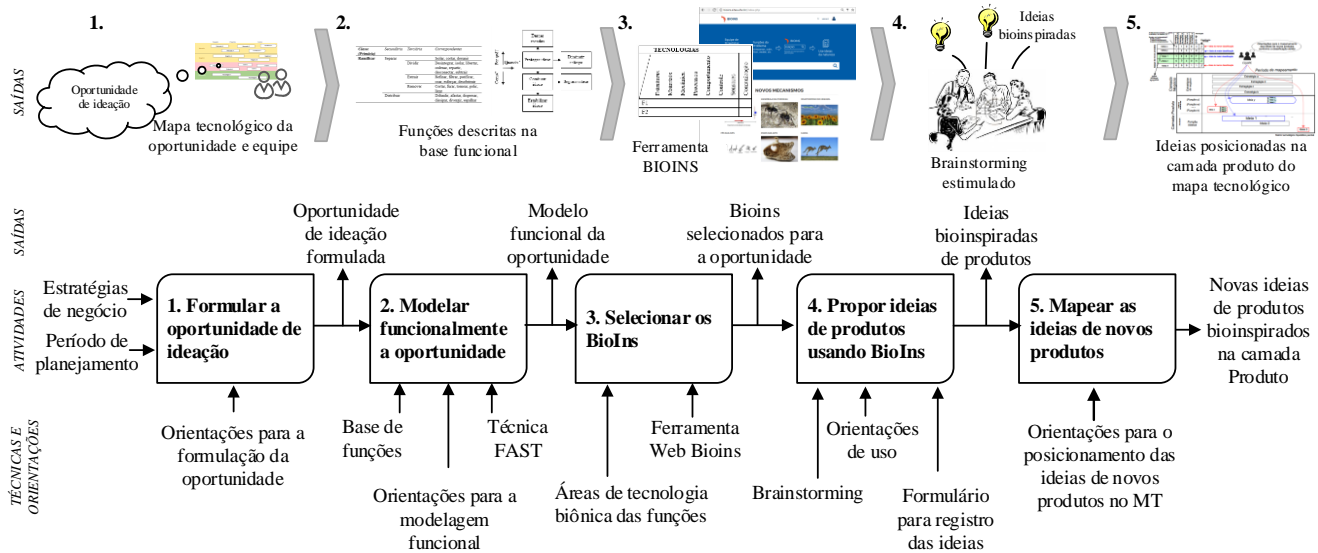 1.
2.
3.
4.
5.
SAÍDAS
Oportunidade
de ideação
Mapa tecnológico da
oportunidade e equipe
Funções descritas na
base funcional
TECNOLOGIAS
F1
F2
NOVOS MECANISMOS
Ferramenta
BIOINS
Ideias
bioinspiradas
Brainstorming
estimulado
Ideias posicionadas na
camada produto do
mapa tecnológico
SAÍDAS
Oportunidade
de ideação
formulada
Modelo
funcional da
oportunidade
Bioins
selecionados para
a oportunidade
Ideias
bioinspiradas
de produtos
ATIVIDADES
Estratégias
de negócio
Período de
planejamento
1. Formular a
oportunidade de
ideação
2. Modelar
funcionalmente
a oportunidade
3. Selecionar os
BioIns
4. Propor ideias
de produtos
usando BioIns
5. Mapear as
ideias de novos
produtos
Novas ideias
de produtos
bioinspirados
na camada
Produto
TÉCNICAS E
ORIENTAÇÕES
Orientações para a
formulação da
oportunidade
Base de
funções
Orientações para a
modelagem
funcional
Técnica
FAST
Áreas de tecnologia
biônica das funções
Ferramenta
Web Bioins
Brainstorming
Orientações
de uso
Formulário
para registro
das ideias
Orientações para o
posicionamento das
ideias de novos
produtos no MT